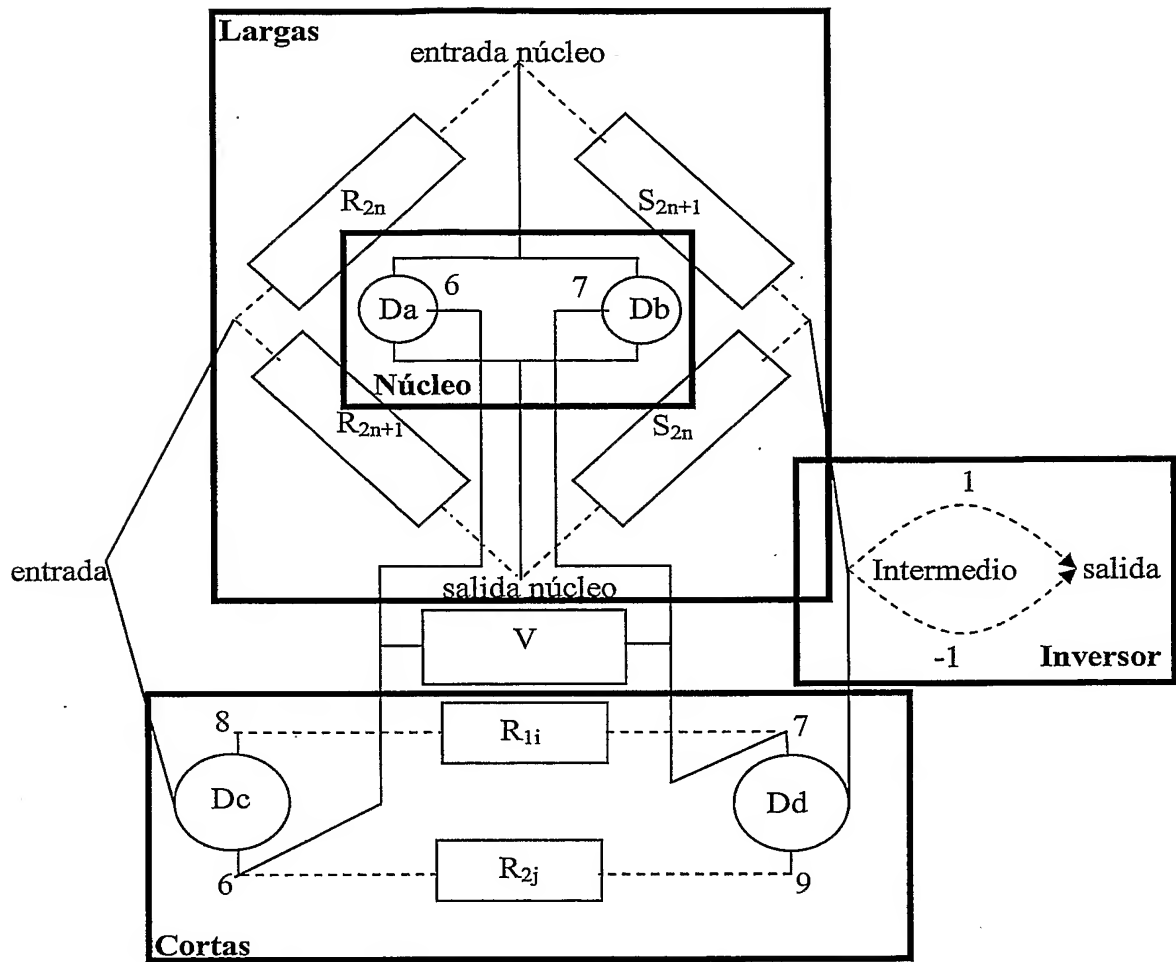 Largas
entrada núcleo
R2n
S2n+1
Da
6
7
Db
Núcleo
R2n+1
S2n
1
entrada
Intermedio
salida
salida núcleo
V
-1
Inversor
8
R1i
7
Dc
Dd
6
R2j
9
Cortas